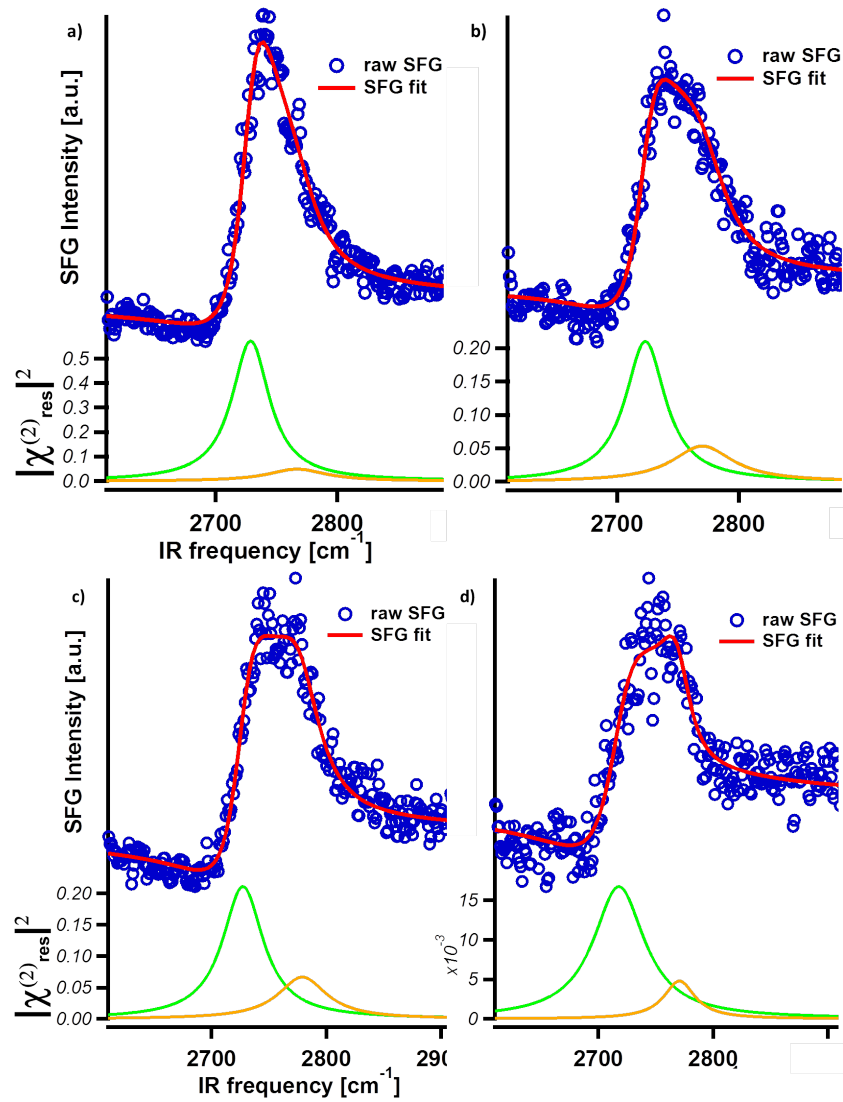 a)
raw SFG
SFG fit
SFG Intensity [a.u.]
|χ(2)res|2
0.5
0.4
0.3
0.2
0.1
0.0
2700
2800
IR frequency [cm-1]
b)
raw SFG
SFG fit
0.20
0.15
0.10
0.05
0.00
2700
2800
c)
raw SFG
SFG fit
SFG Intensity [a.u.]
|χ(2)res|2
0.20
0.15
0.10
0.05
0.00
2700
2800
290
IR frequency [cm-1]
d)
raw SFG
SFG fit
x10-3
15
10
5
0
2700
2800